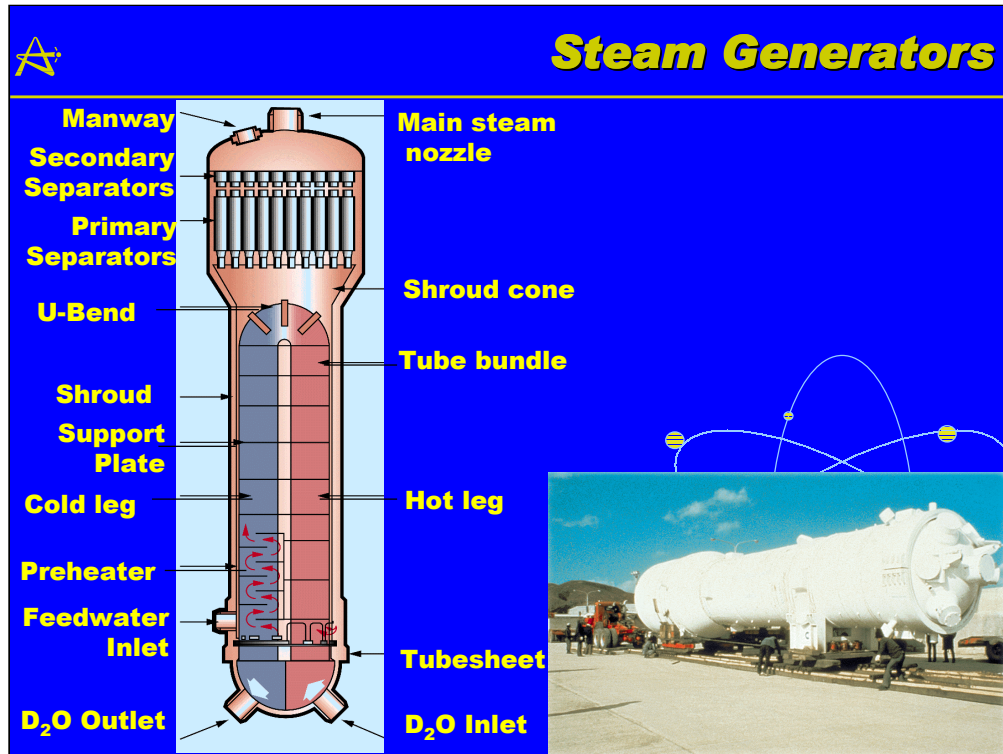 Steam Generators
Manway
Secondary
Separators
Primary
Separators
U-Bend
Shroud
Support
Plate
Cold leg
Preheater
Feedwater
Inlet
D₂O Outlet
Main steam
nozzle
Shroud cone
Tube bundle
Hot leg
Tubesheet
D₂O Inlet